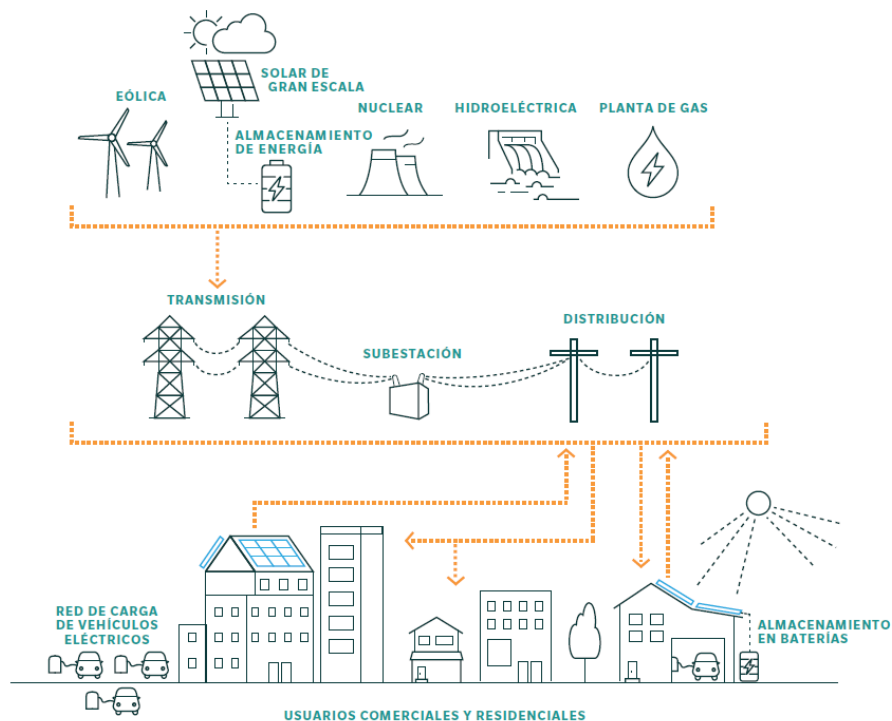 SOLAR DE
GRAN ESCALA
EÓLICA
NUCLEAR
HIDROELÉCTRICA
PLANTA DE GAS
ALMACENAMIENTO
DE ENERGÍA
TRANSMISIÓN
SUBESTACIÓN
DISTRIBUCIÓN
RED DE CARGA
DE VEHÍCULOS
ELÉCTRICOS
ALMACENAMIENTO
EN BATERÍAS
USUARIOS COMERCIALES Y RESIDENCIALES